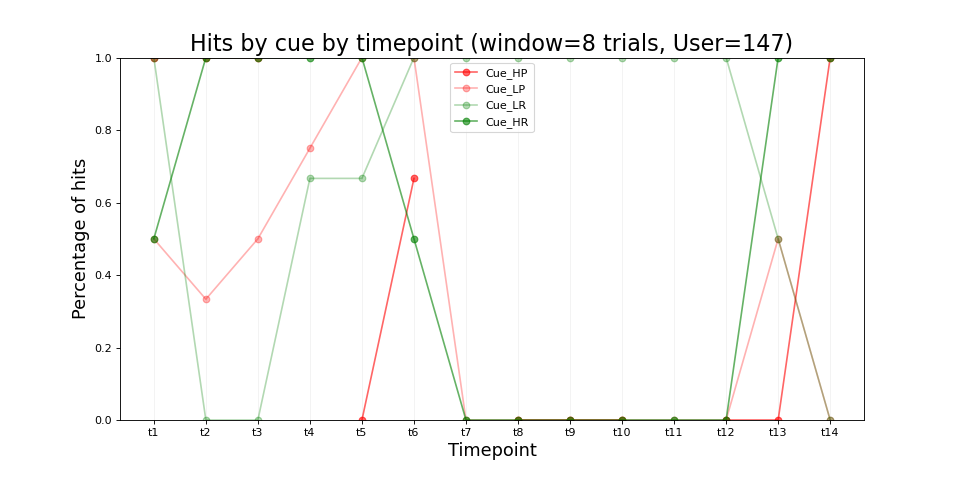 Hits by cue by timepoint (window=8 trials, User=147)
Percentage of hits
1.0
0.8
0.6
0.4
0.2
0.0
Cue_HP
Cue_LP
Cue_LR
Cue_HR
t1 t2 t3 t4 t5 t6 t7 t8 t9 t10 t11 t12 t13 t14
Timepoint